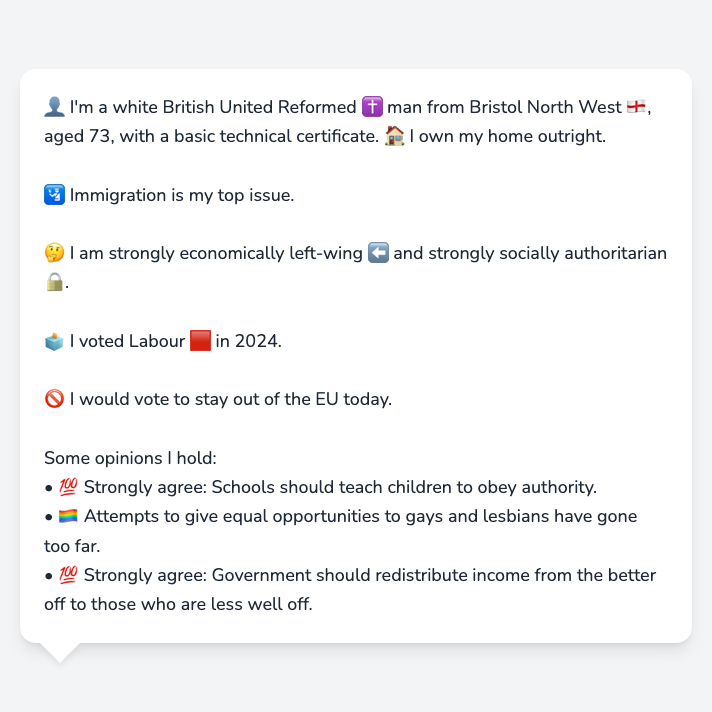 👤 I'm a white British United Reformed ✝️ man from Bristol North West 🏴󠁧󠁢󠁥󠁮󠁧󠁿,
aged 73, with a basic technical certificate. 🏠 I own my home outright.
🛂 Immigration is my top issue.
🤔 I am strongly economically left-wing ⬅️ and strongly socially authoritarian
🔒.
🗳️ I voted Labour 🟥 in 2024.
🚫 I would vote to stay out of the EU today.
Some opinions I hold:
• 💯 Strongly agree: Schools should teach children to obey authority.
• 🏳️‍🌈 Attempts to give equal opportunities to gays and lesbians have gone
too far.
• 💯 Strongly agree: Government should redistribute income from the better
off to those who are less well off.